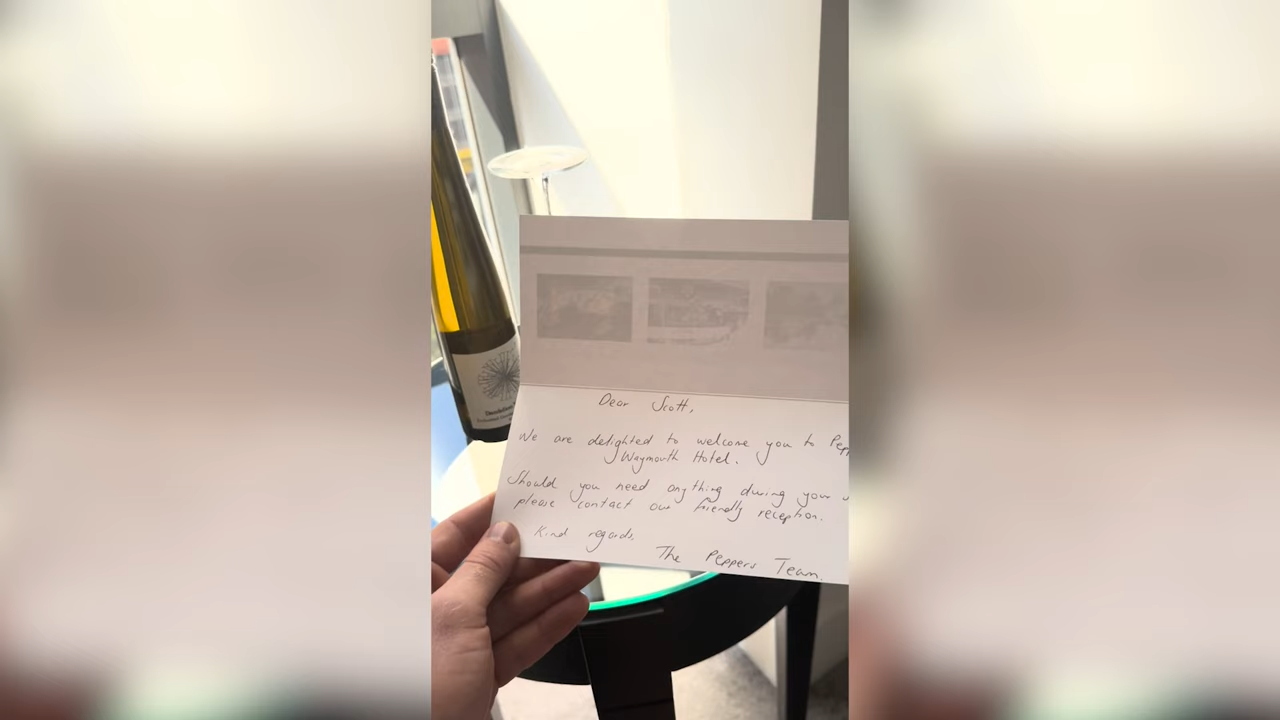 Dear Scott,
We are delighted to welcome you to Pepp
Waymouth Hotel.
Should you need anything during your s
please contact our friendly reception.
Kind regards,
The Peppers Team.